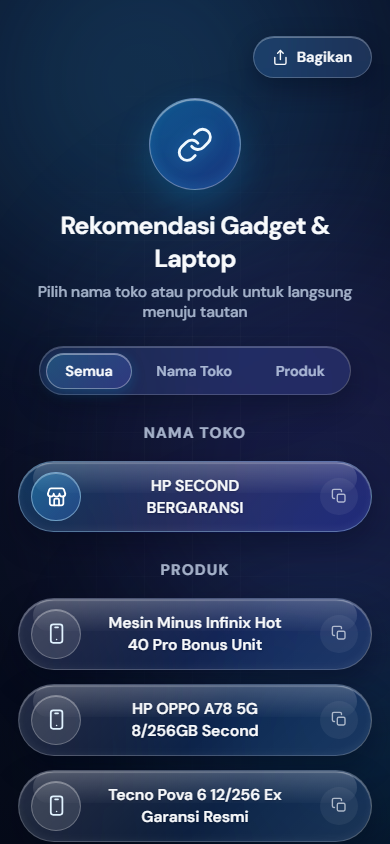 Bagikan
Rekomendasi Gadget &
Laptop
Pilih nama toko atau produk untuk langsung
menuju tautan
Semua
Nama Toko
Produk
NAMA TOKO
HP SECOND
BERGARANSI
PRODUK
Mesin Minus Infinix Hot
40 Pro Bonus Unit
HP OPPO A78 5G
8/256GB Second
Tecno Pova 6 12/256 Ex
Garansi Resmi